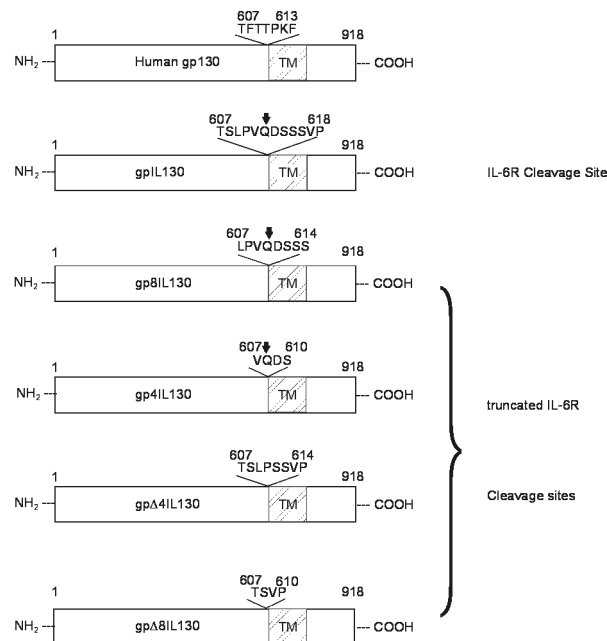 607 613
TFTTPKF
1 918
NH2 --- Human gp130 TM --- COOH
607 618
TSLPVQDSSSVP
1 918
NH2 --- gpIL130 TM --- COOH IL-6R Cleavage Site
607 614
LPVQDSSS
1 918
NH2 --- gp8IL130 TM --- COOH
607 610
VQDS
1 918
NH2 --- gp4IL130 TM --- COOH
truncated IL-6R
607 614
TSLPSSVP
1 918
NH2 --- gpΔ4IL130 TM --- COOH
Cleavage sites
607 610
TSVP
1 918
NH2 --- gpΔ8IL130 TM --- COOH